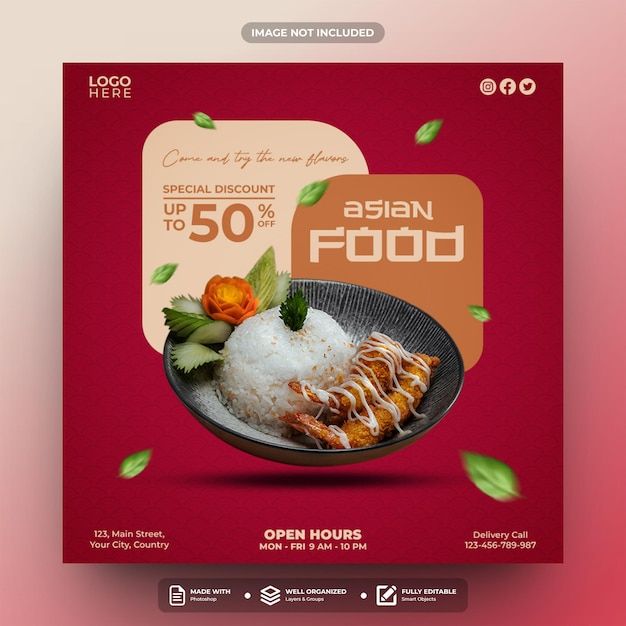 IMAGE NOT INCLUDED
LOGO
HERE
Come and try the new flavors
SPECIAL DISCOUNT
UP TO 50% OFF
ASIAN
FOOD
123, Main Street,
Your City, Country
OPEN HOURS
MON - FRI 9 AM - 10 PM
Delivery Call
123-456-789-987
MADE WITH
Photoshop
WELL ORGANIZED
Layers & Groups
FULLY EDITABLE
Smart Objects